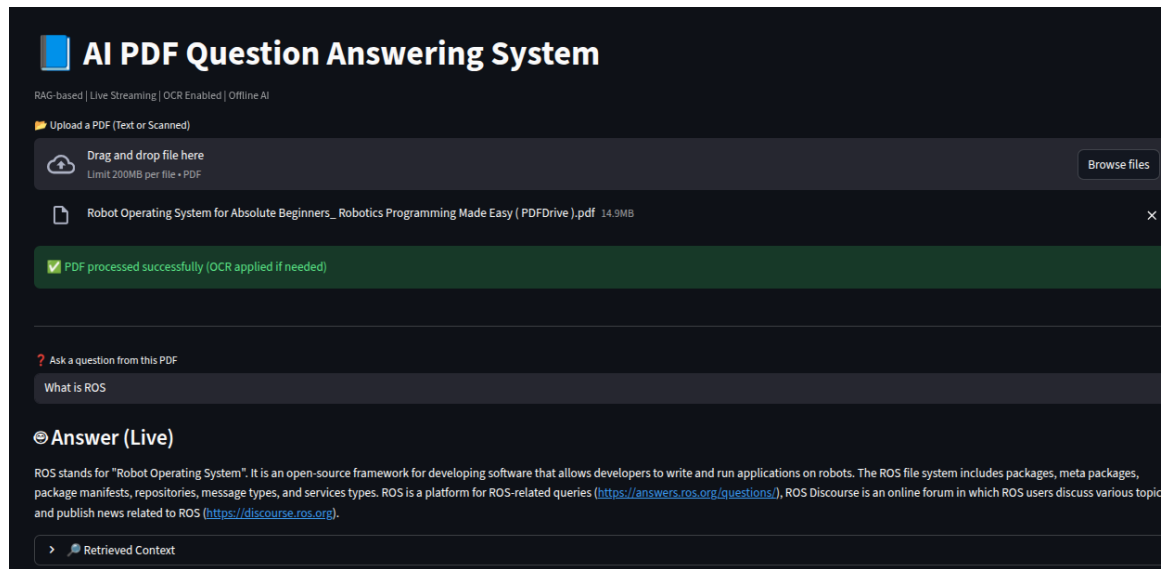 📘 AI PDF Question Answering System
RAG-based | Live Streaming | OCR Enabled | Offline AI
📂 Upload a PDF (Text or Scanned)
Drag and drop file here
Limit 200MB per file • PDF
Browse files
Robot Operating System for Absolute Beginners_ Robotics Programming Made Easy ( PDFDrive ).pdf 14.9MB
✅ PDF processed successfully (OCR applied if needed)
❓ Ask a question from this PDF
What is ROS
Answer (Live)
ROS stands for "Robot Operating System". It is an open-source framework for developing software that allows developers to write and run applications on robots. The ROS file system includes packages, meta packages,
package manifests, repositories, message types, and services types. ROS is a platform for ROS-related queries (https://answers.ros.org/questions/), ROS Discourse is an online forum in which ROS users discuss various topic
and publish news related to ROS (https://discourse.ros.org).
🔎 Retrieved Context